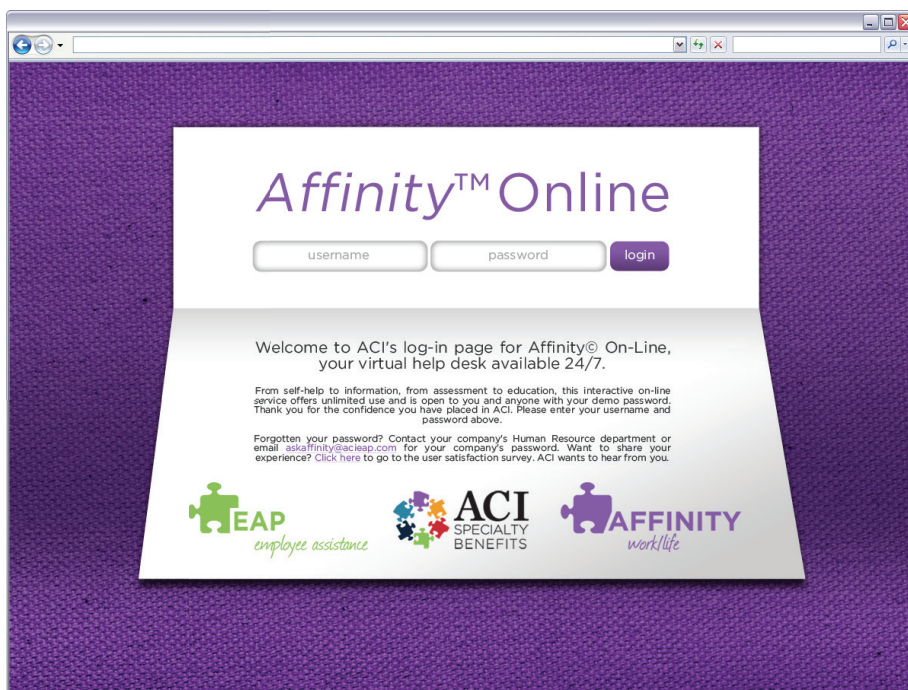 Affinity™ Online
username password login
Welcome to ACI's log-in page for Affinity© On-Line,
your virtual help desk available 24/7.
From self-help to information, from assessment to education, this interactive on-line
service offers unlimited use and is open to you and anyone with your demo password.
Thank you for the confidence you have placed in ACI. Please enter your username and
password above.
Forgotten your password? Contact your company's Human Resource department or
email askaffinity@acieap.com for your company's password. Want to share your
experience? Click here to go to the user satisfaction survey. ACI wants to hear from you.
EAP
employee assistance
ACI
SPECIALTY
BENEFITS
AFFINITY
work/life